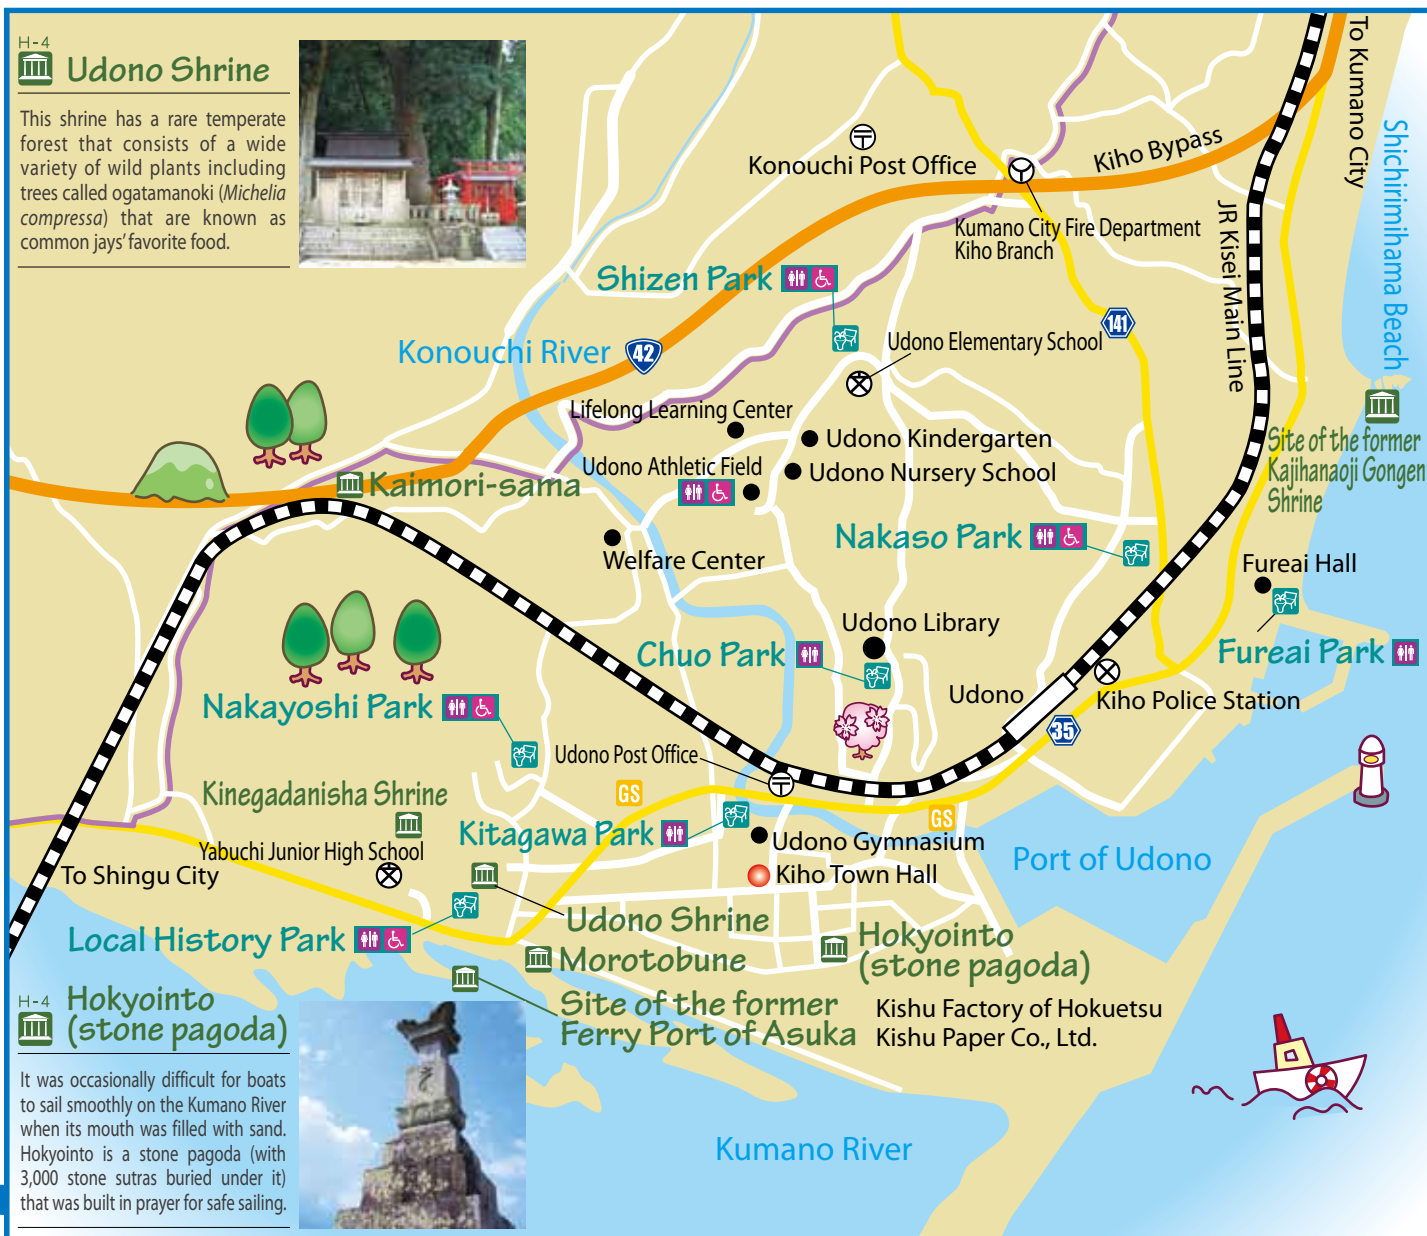 H-4
Udono Shrine
This shrine has a rare temperate
forest that consists of a wide
variety of wild plants including
trees called ogatamanoki (Michelia
compressa) that are known as
common jays' favorite food.
To Kumano City
Shichirimihama Beach
Kiho Bypass
Konouchi Post Office
JR Kisei Main Line
Kumano City Fire Department
Kiho Branch
Shizen Park
141
Konouchi River
42
Udono Elementary School
Lifelong Learning Center
Udono Kindergarten
Site of the former
Kajihanaoji Gongen
Shrine
Udono Athletic Field
Udono Nursery School
Kaimori-sama
Nakaso Park
Welfare Center
Fureai Hall
Udono Library
Chuo Park
Fureai Park
Udono
Kiho Police Station
Nakayoshi Park
35
Udono Post Office
GS
Kinegadanisha Shrine
GS
Kitagawa Park
Udono Gymnasium
Yabuchi Junior High School
Port of Udono
To Shingu City
Kiho Town Hall
Udono Shrine
Local History Park
Hokyointo
(stone pagoda)
Morotobune
Site of the former
Ferry Port of Asuka
Kishu Factory of Hokuetsu
Kishu Paper Co., Ltd.
H-4
Hokyointo
(stone pagoda)
It was occasionally difficult for boats
to sail smoothly on the Kumano River
when its mouth was filled with sand.
Hokyointo is a stone pagoda (with
3,000 stone sutras buried under it)
that was built in prayer for safe sailing.
Kumano River